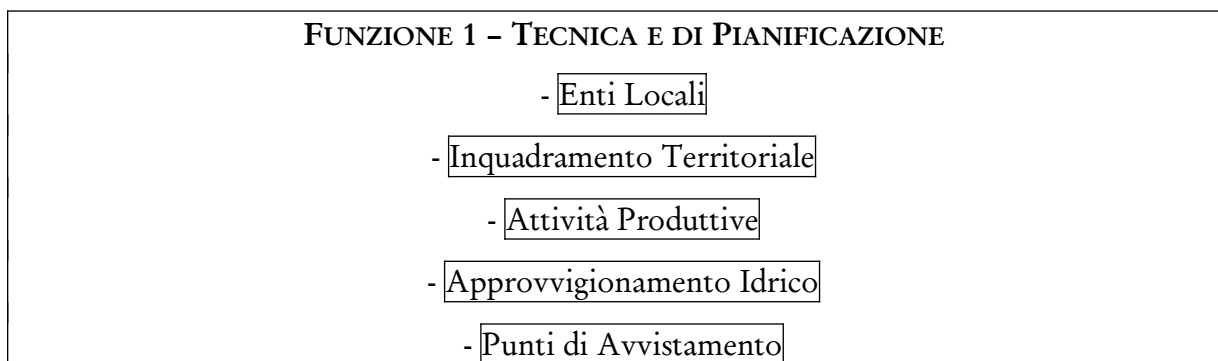 FUNZIONE 1 – TECNICA E DI PIANIFICAZIONE
- Enti Locali
- Inquadramento Territoriale
- Attività Produttive
- Approvvigionamento Idrico
- Punti di Avvistamento